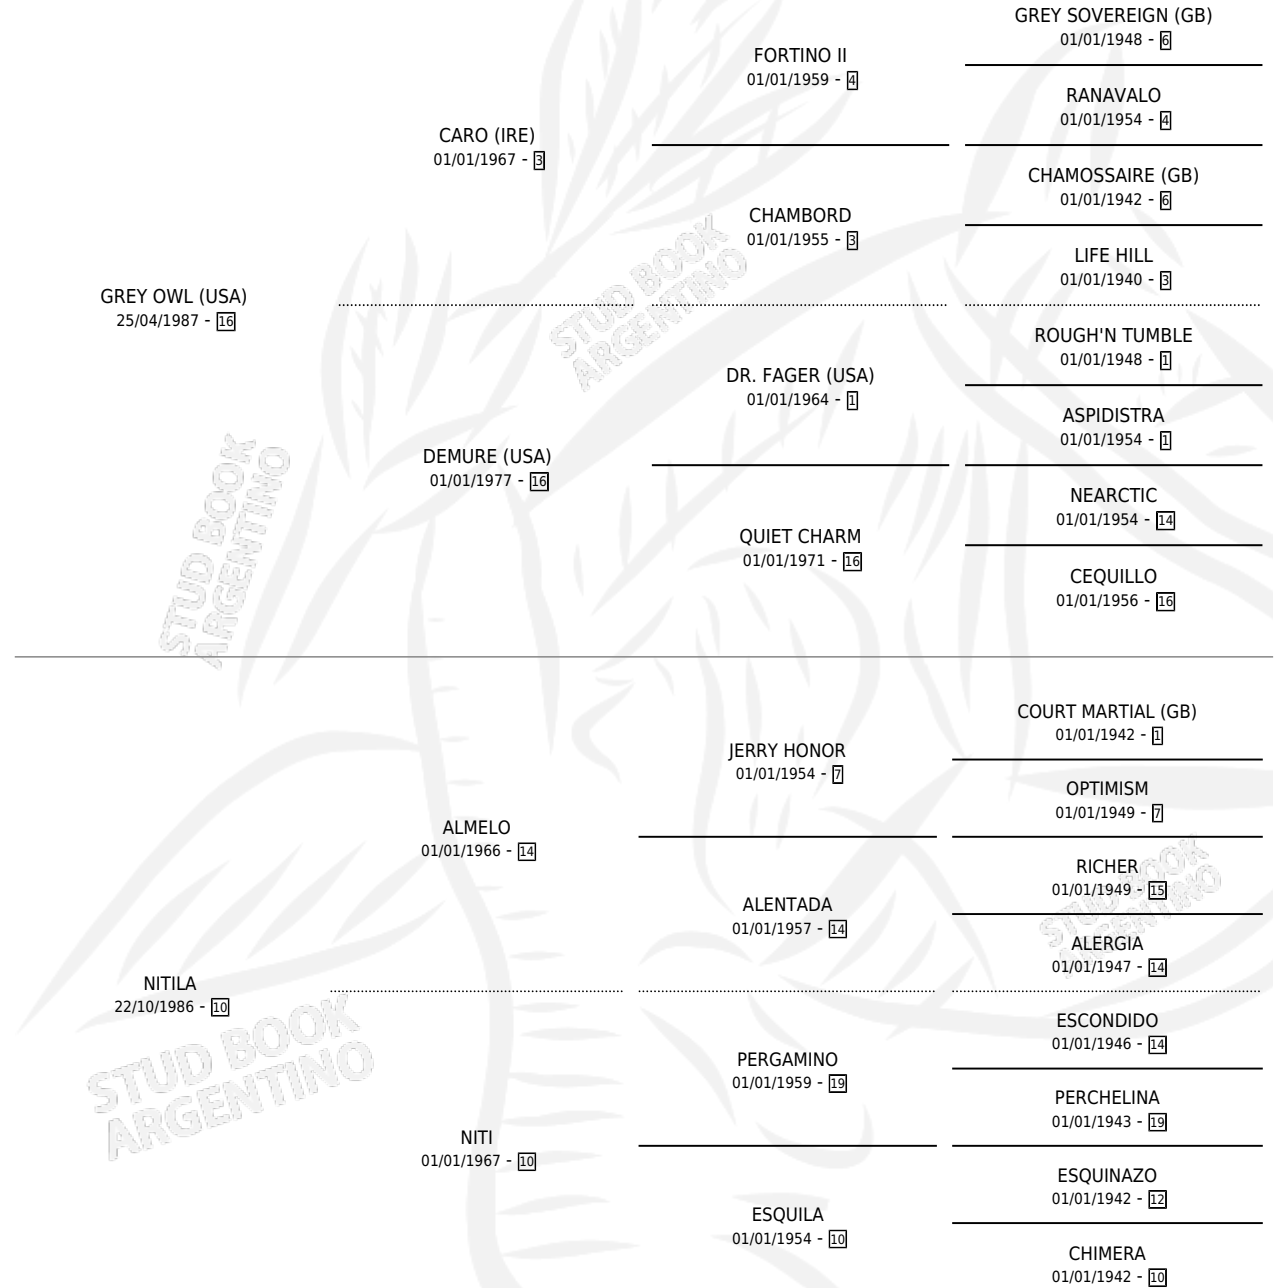 GREY SOVEREIGN (GB)
01/01/1948 - 6
FORTINO II
01/01/1959 - 4
RANAVALO
01/01/1954 - 4
CARO (IRE)
01/01/1967 - 3
CHAMOSSAIRE (GB)
01/01/1942 - 6
CHAMBORD
01/01/1955 - 3
LIFE HILL
01/01/1940 - 3
GREY OWL (USA)
25/04/1987 - 16
STUD BOOK
ARGENTINO
ROUGH'N TUMBLE
01/01/1948 - 1
DR. FAGER (USA)
01/01/1964 - 1
ASPIDISTRA
01/01/1954 - 1
DEMURE (USA)
01/01/1977 - 16
NEARCTIC
01/01/1954 - 14
QUIET CHARM
01/01/1971 - 16
CEQUILLO
01/01/1956 - 16
STUD BOOK
ARGENTINO
COURT MARTIAL (GB)
01/01/1942 - 1
JERRY HONOR
01/01/1954 - 7
OPTIMISM
01/01/1949 - 7
ALMELO
01/01/1966 - 14
RICHER
01/01/1949 - 15
ALENTADA
01/01/1957 - 14
ALERGIA
01/01/1947 - 14
STUD BOOK
ARGENTINO
NITILA
22/10/1986 - 10
ESCONDIDO
01/01/1946 - 14
PERGAMINO
01/01/1959 - 19
PERCHELINA
01/01/1943 - 19
STUD BOOK
ARGENTINO
NITI
01/01/1967 - 10
ESQUINAZO
01/01/1942 - 12
ESQUILA
01/01/1954 - 10
CHIMERA
01/01/1942 - 10